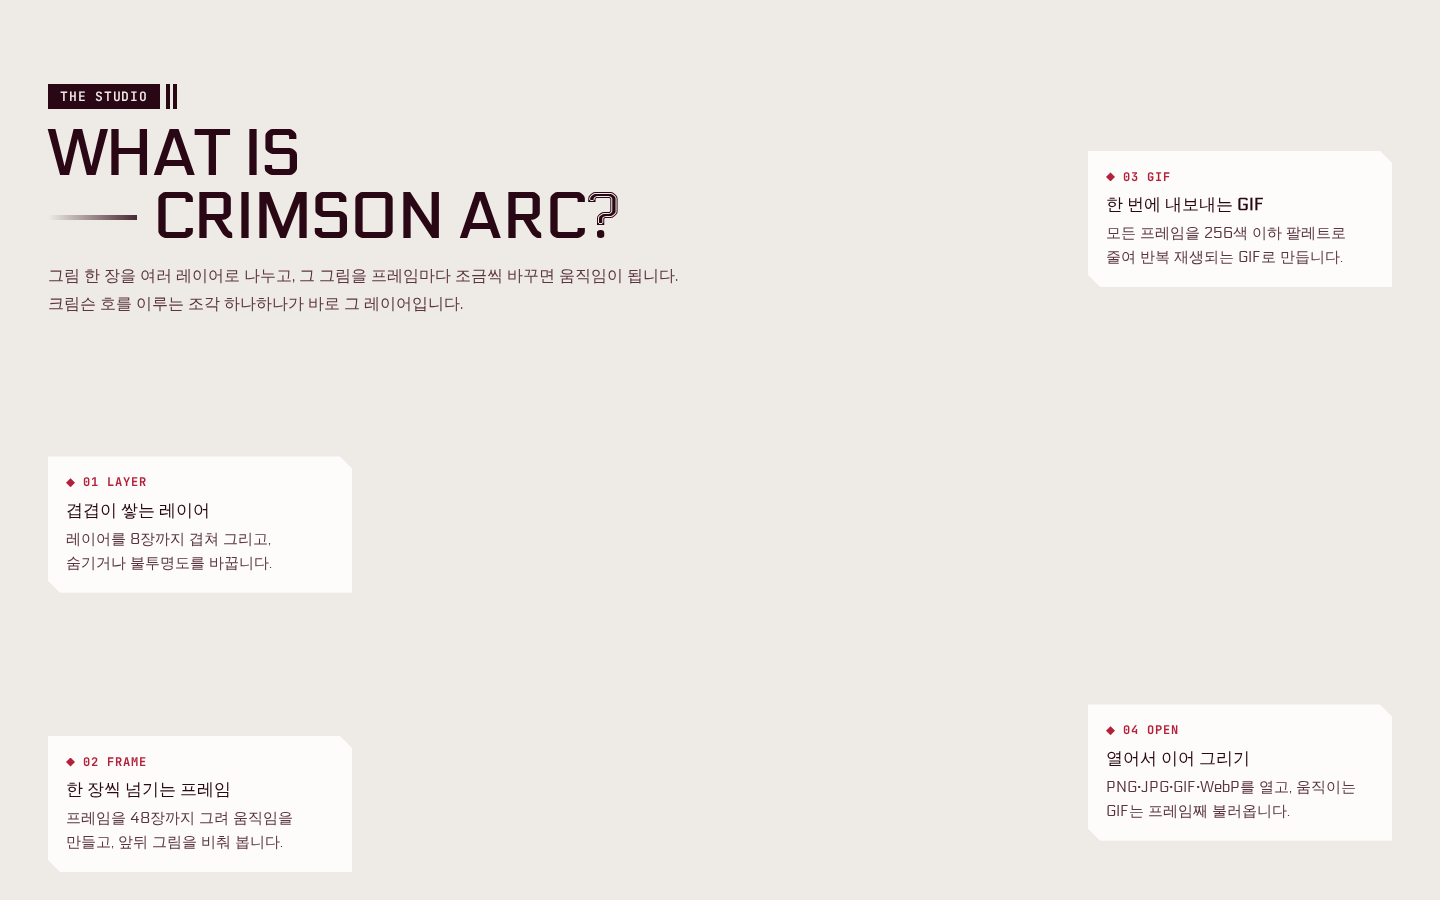 THE STUDIO
WHAT IS
CRIMSON ARC?
그림 한 장을 여러 레이어로 나누고, 그 그림을 프레임마다 조금씩 바꾸면 움직임이 됩니다.
크림슨 호를 이루는 조각 하나하나가 바로 그 레이어입니다.
01 LAYER
겹겹이 쌓는 레이어
레이어를 8장까지 겹쳐 그리고,
숨기거나 불투명도를 바꿉니다.
02 FRAME
한 장씩 넘기는 프레임
프레임을 48장까지 그려 움직임을
만들고, 앞뒤 그림을 비춰 봅니다.
03 GIF
한 번에 내보내는 GIF
모든 프레임을 256색 이하 팔레트로
줄여 반복 재생되는 GIF로 만듭니다.
04 OPEN
열어서 이어 그리기
PNG·JPG·GIF·WebP를 열고, 움직이는
GIF는 프레임째 불러옵니다.